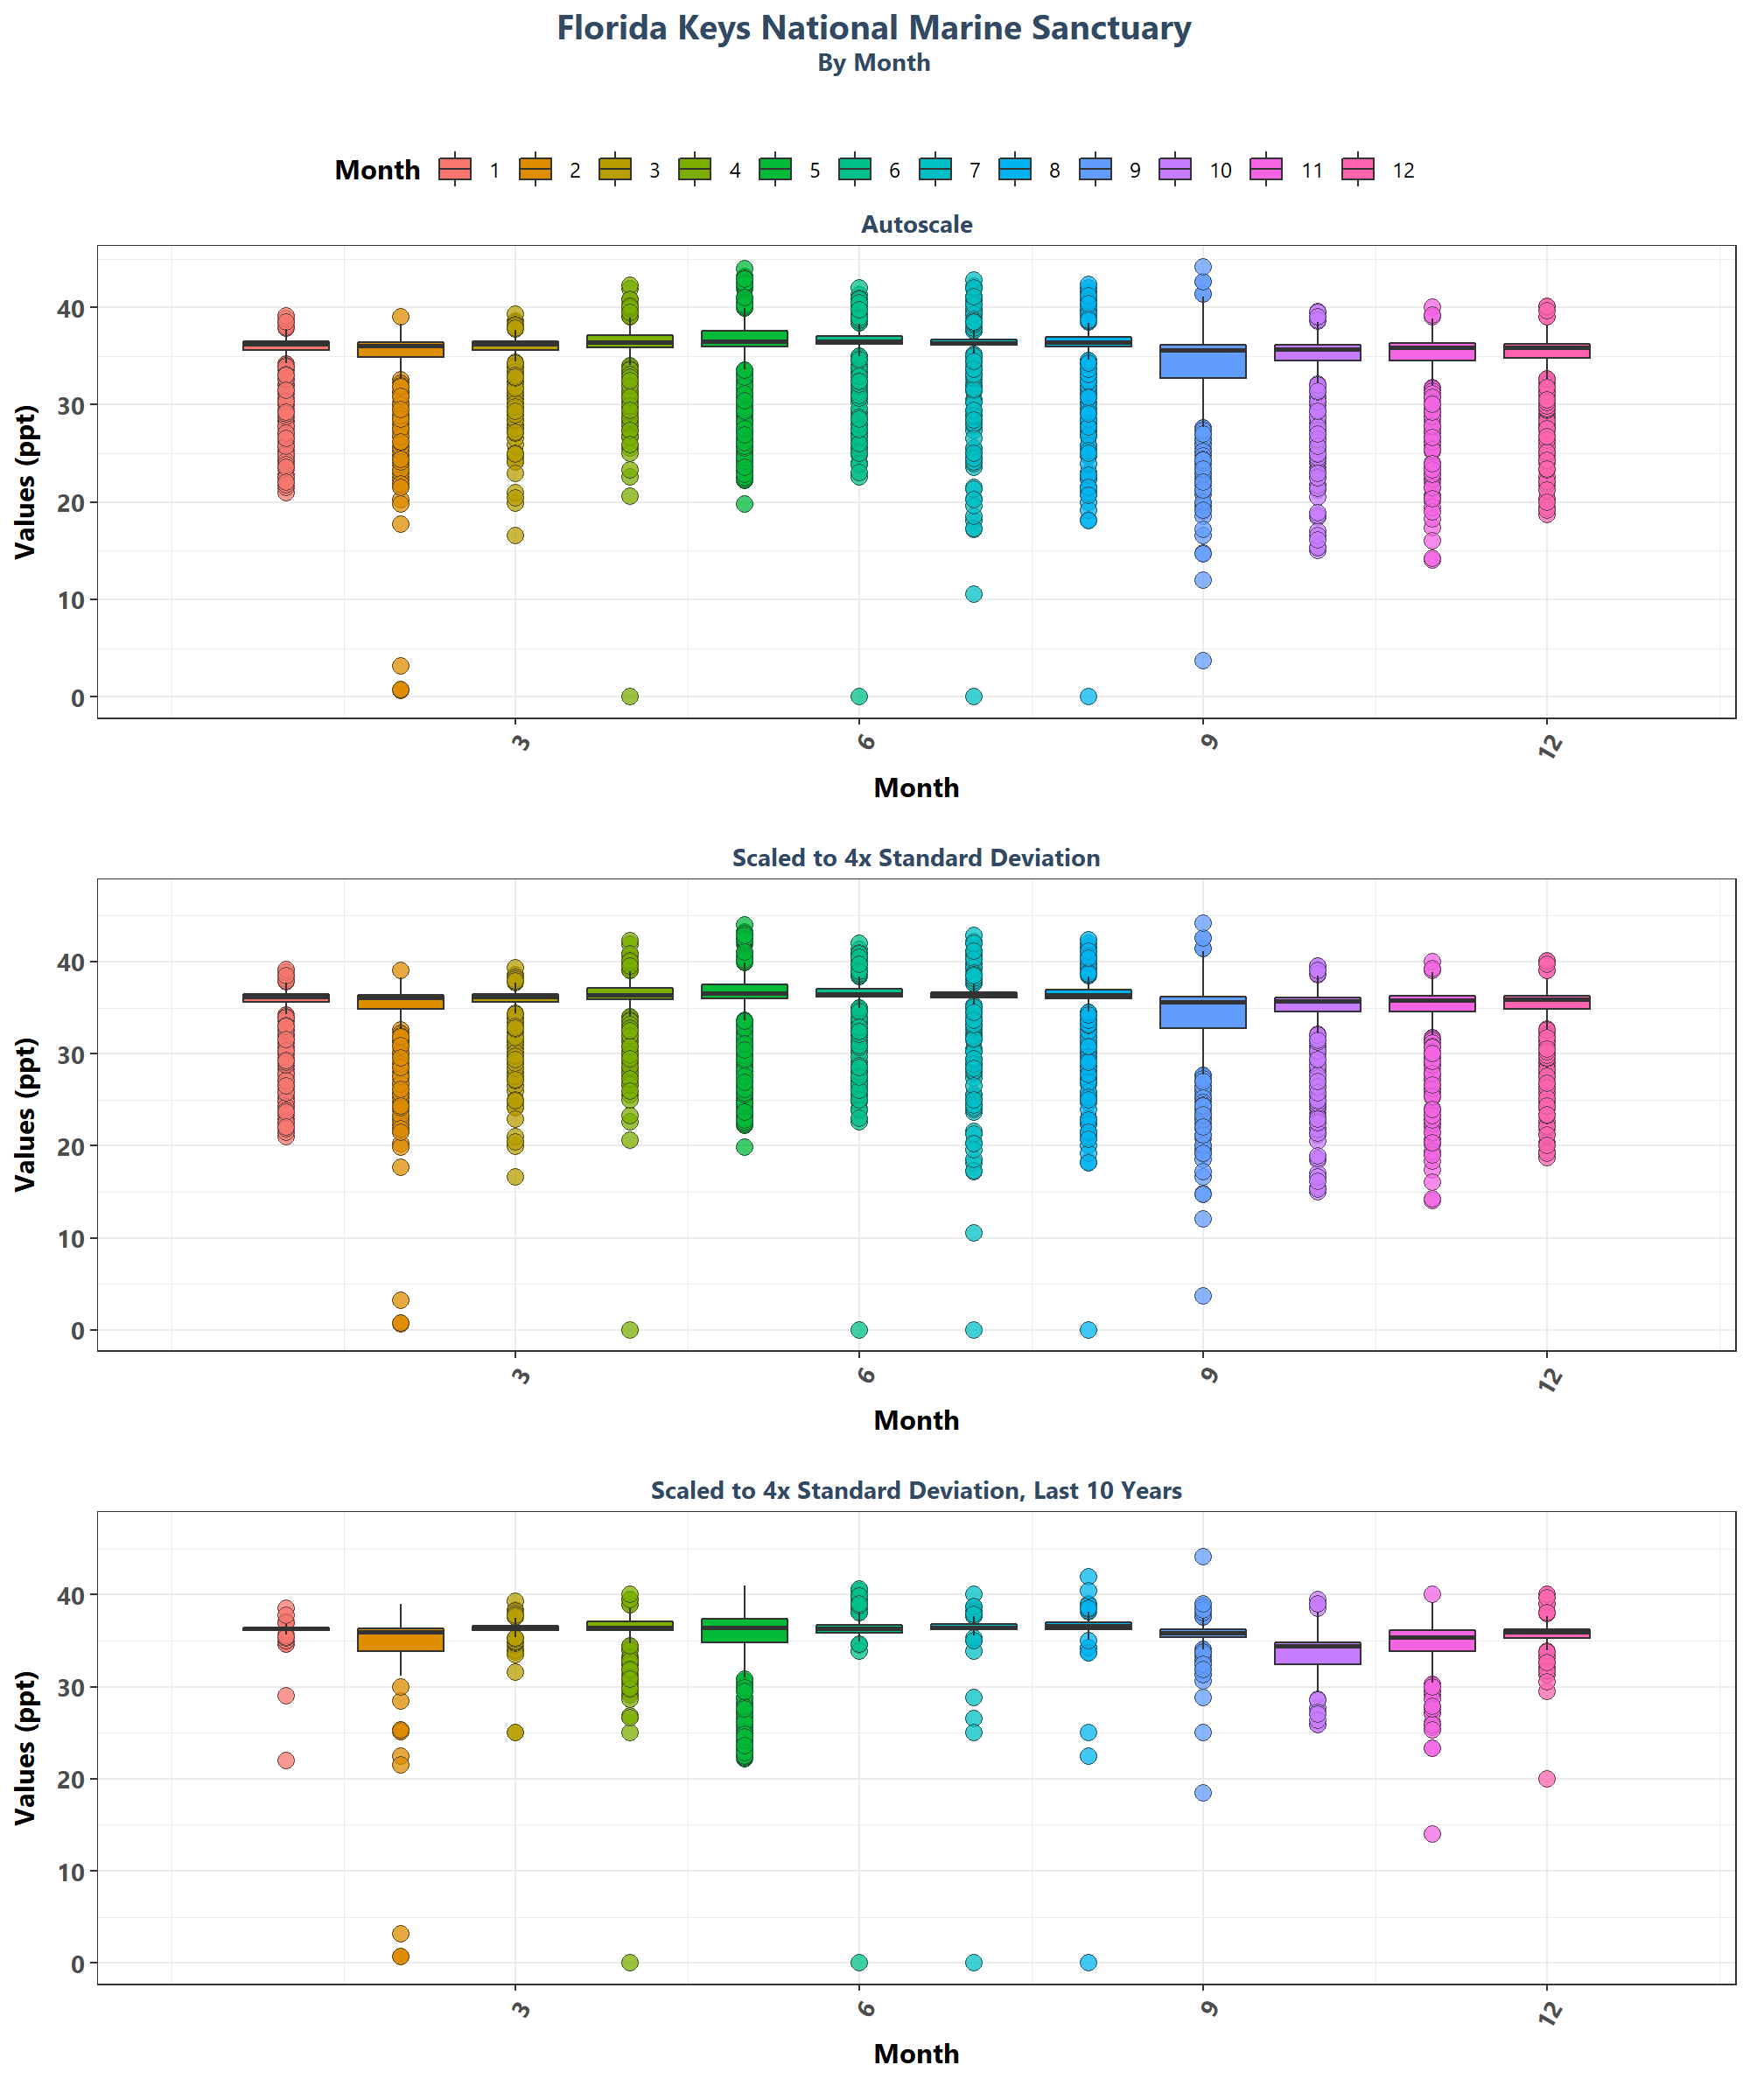 Florida Keys National Marine Sanctuary
By Month
Month 1 2 3 4 5 6 7 8 9 10 11 12
Autoscale
Values (ppt)
40
30
20
10
0
3 6 9 12
Month
Scaled to 4x Standard Deviation
Values (ppt)
40
30
20
10
0
3 6 9 12
Month
Scaled to 4x Standard Deviation, Last 10 Years
Values (ppt)
40
30
20
10
0
3 6 9 12
Month